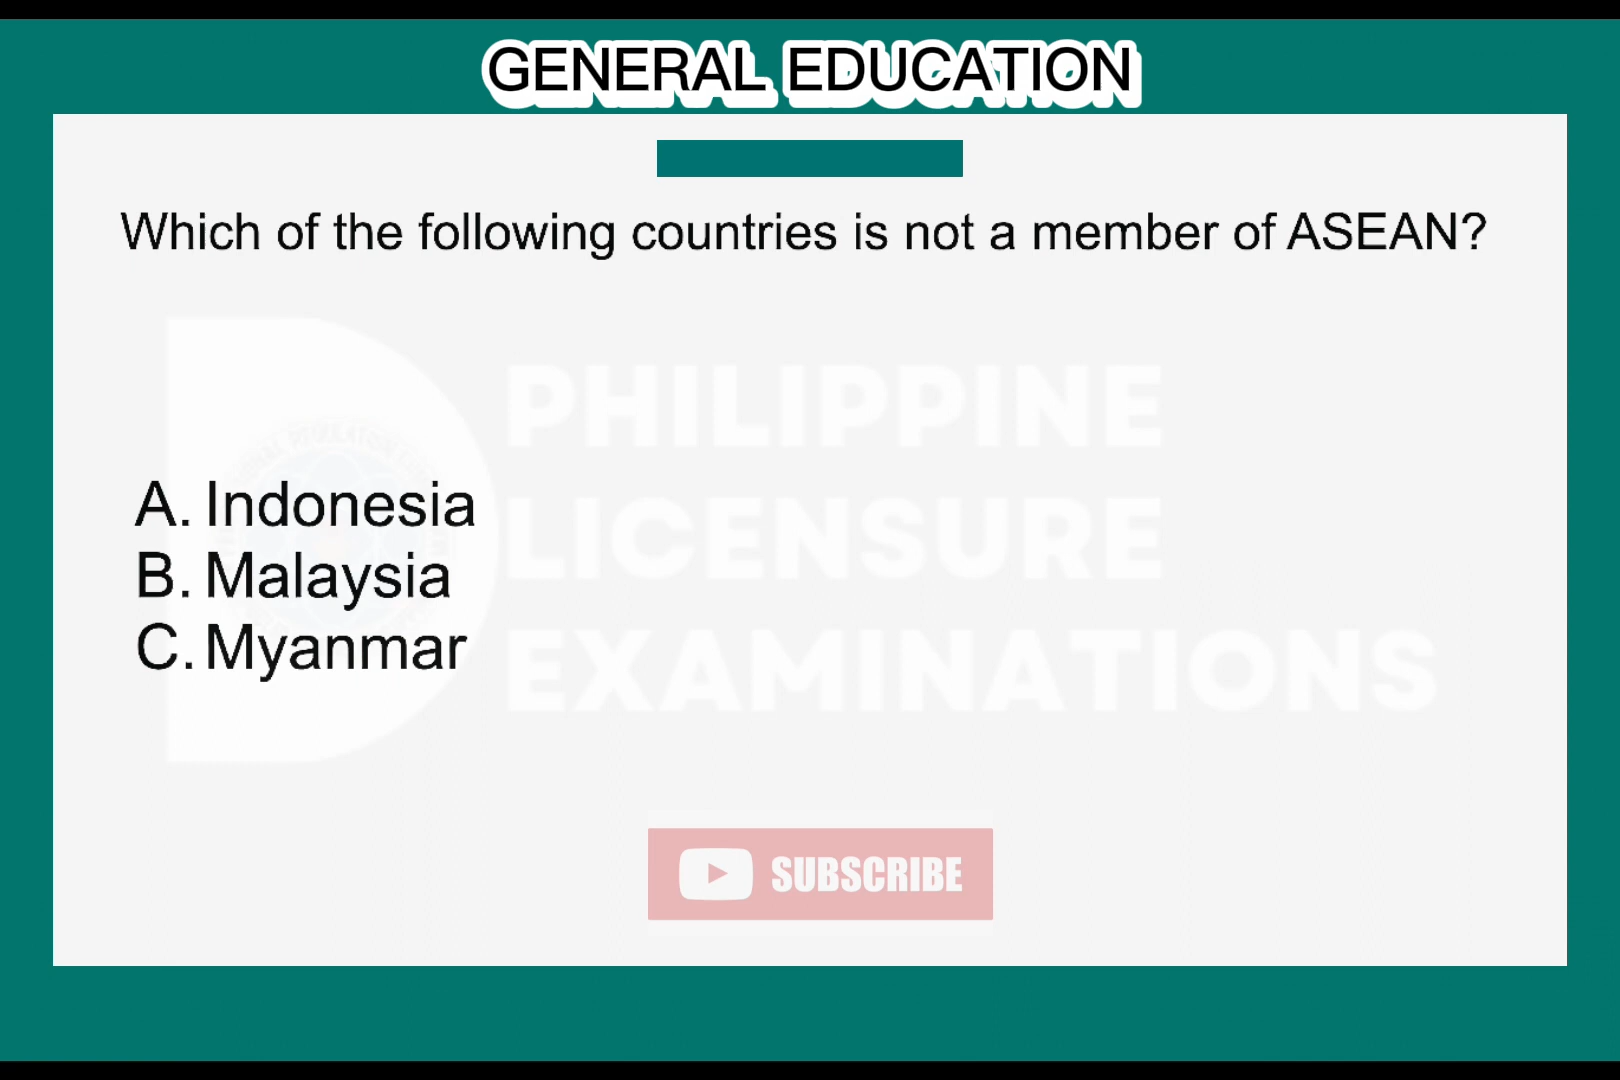 GENERAL EDUCATION
Which of the following countries is not a member of ASEAN?
PHILIPPINE
LICENSURE
EXAMINATIONS
A. Indonesia
B. Malaysia
C. Myanmar
SUBSCRIBE